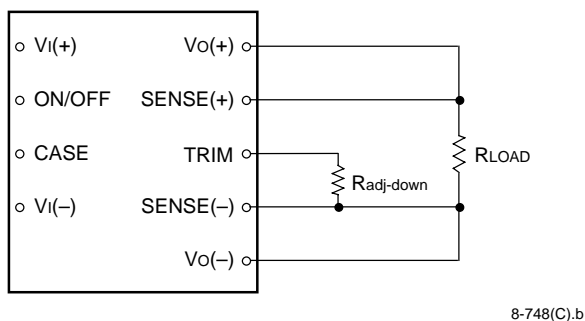 VI(+) VO(+)
ON/OFF SENSE(+)
CASE TRIM
RLOAD
Radj-down
VI(–) SENSE(–)
VO(–)
8-748(C).b